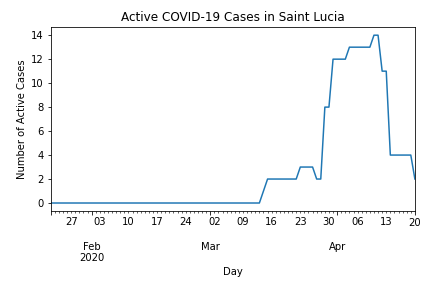 Active COVID-19 Cases in Saint Lucia
Number of Active Cases
14
12
10
8
6
4
2
0
27 03 10 17 24 02 09 16 23 30 06 13 20
Feb Mar Apr
2020
Day